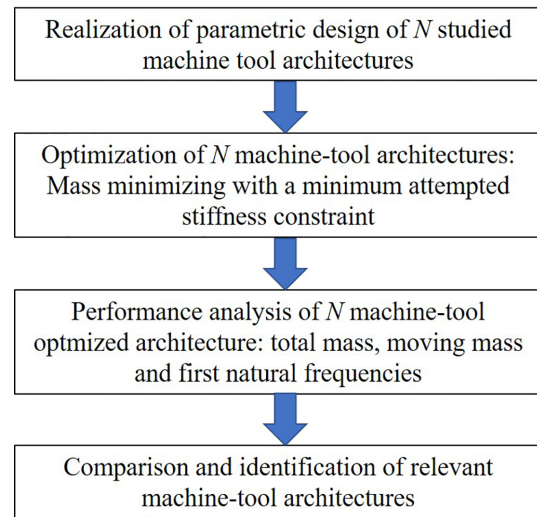 Realization of parametric design of N studied
machine tool architectures
Optimization of N machine-tool architectures:
Mass minimizing with a minimum attempted
stiffness constraint
Performance analysis of N machine-tool
optmized architecture: total mass, moving mass
and first natural frequencies
Comparison and identification of relevant
machine-tool architectures